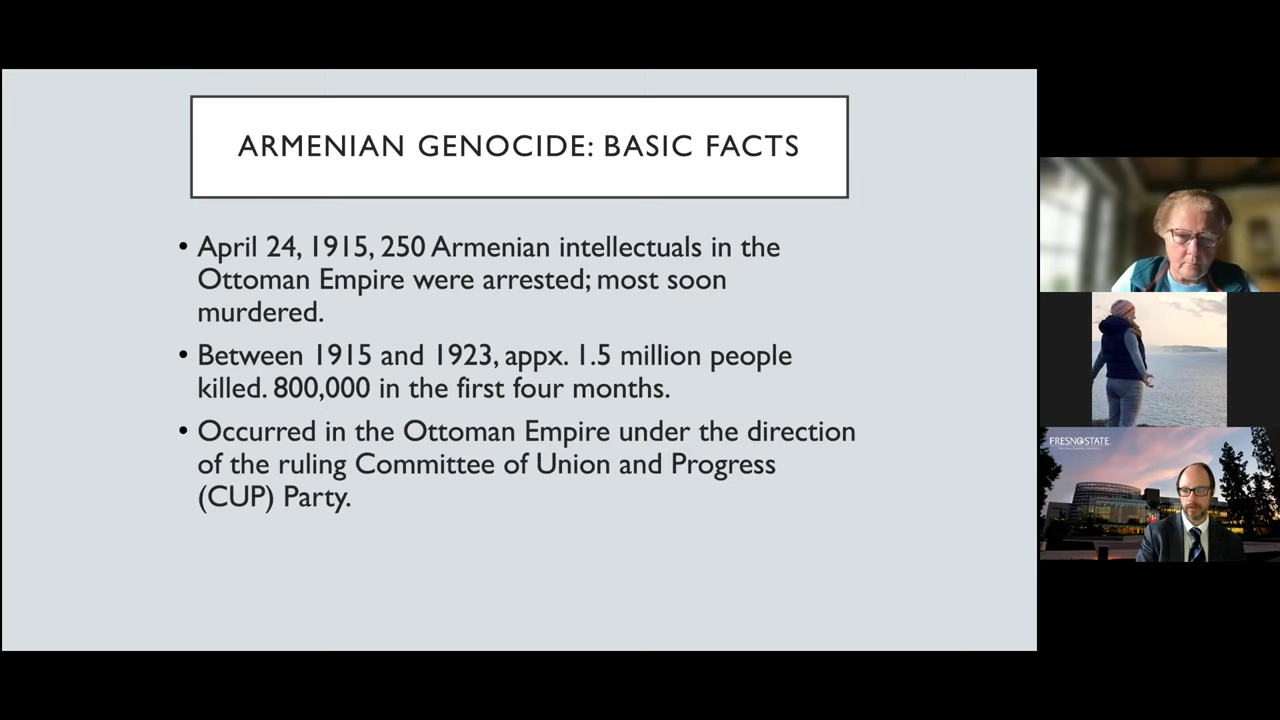 ARMENIAN GENOCIDE: BASIC FACTS
• April 24, 1915, 250 Armenian intellectuals in the
Ottoman Empire were arrested; most soon
murdered.
• Between 1915 and 1923, appx. 1.5 million people
killed. 800,000 in the first four months.
• Occurred in the Ottoman Empire under the direction
of the ruling Committee of Union and Progress
(CUP) Party.
FRESNO STATE